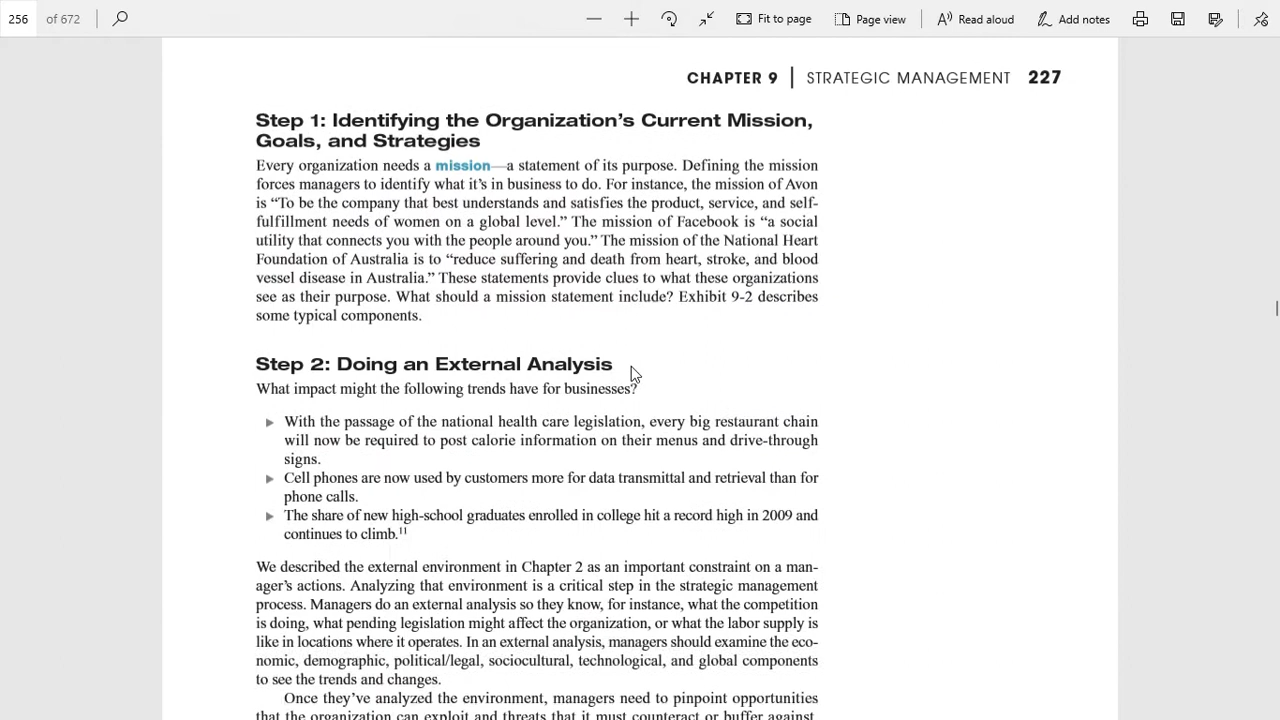 256 of 672 Fit to page Page view Read aloud Add notes
CHAPTER 9 | STRATEGIC MANAGEMENT 227
Step 1: Identifying the Organization's Current Mission,
Goals, and Strategies
Every organization needs a mission—a statement of its purpose. Defining the mission
forces managers to identify what it's in business to do. For instance, the mission of Avon
is “To be the company that best understands and satisfies the product, service, and self-
fulfillment needs of women on a global level.” The mission of Facebook is “a social
utility that connects you with the people around you.” The mission of the National Heart
Foundation of Australia is to “reduce suffering and death from heart, stroke, and blood
vessel disease in Australia.” These statements provide clues to what these organizations
see as their purpose. What should a mission statement include? Exhibit 9-2 describes
some typical components.
Step 2: Doing an External Analysis
What impact might the following trends have for businesses?
▶ With the passage of the national health care legislation, every big restaurant chain
will now be required to post calorie information on their menus and drive-through
signs.
▶ Cell phones are now used by customers more for data transmittal and retrieval than for
phone calls.
▶ The share of new high-school graduates enrolled in college hit a record high in 2009 and
continues to climb.¹¹
We described the external environment in Chapter 2 as an important constraint on a man-
ager's actions. Analyzing that environment is a critical step in the strategic management
process. Managers do an external analysis so they know, for instance, what the competition
is doing, what pending legislation might affect the organization, or what the labor supply is
like in locations where it operates. In an external analysis, managers should examine the eco-
nomic, demographic, political/legal, sociocultural, technological, and global components
to see the trends and changes.
Once they've analyzed the environment, managers need to pinpoint opportunities
that the organization can exploit and threats that it must counteract or buffer against.